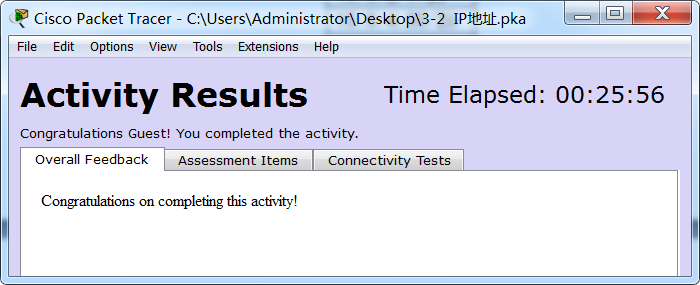 Cisco Packet Tracer - C:\Users\Administrator\Desktop\3-2 IP地址.pka
File Edit Options View Tools Extensions Help
Activity Results
Time Elapsed: 00:25:56
Congratulations Guest! You completed the activity.
Overall Feedback Assessment Items Connectivity Tests
Congratulations on completing this activity!